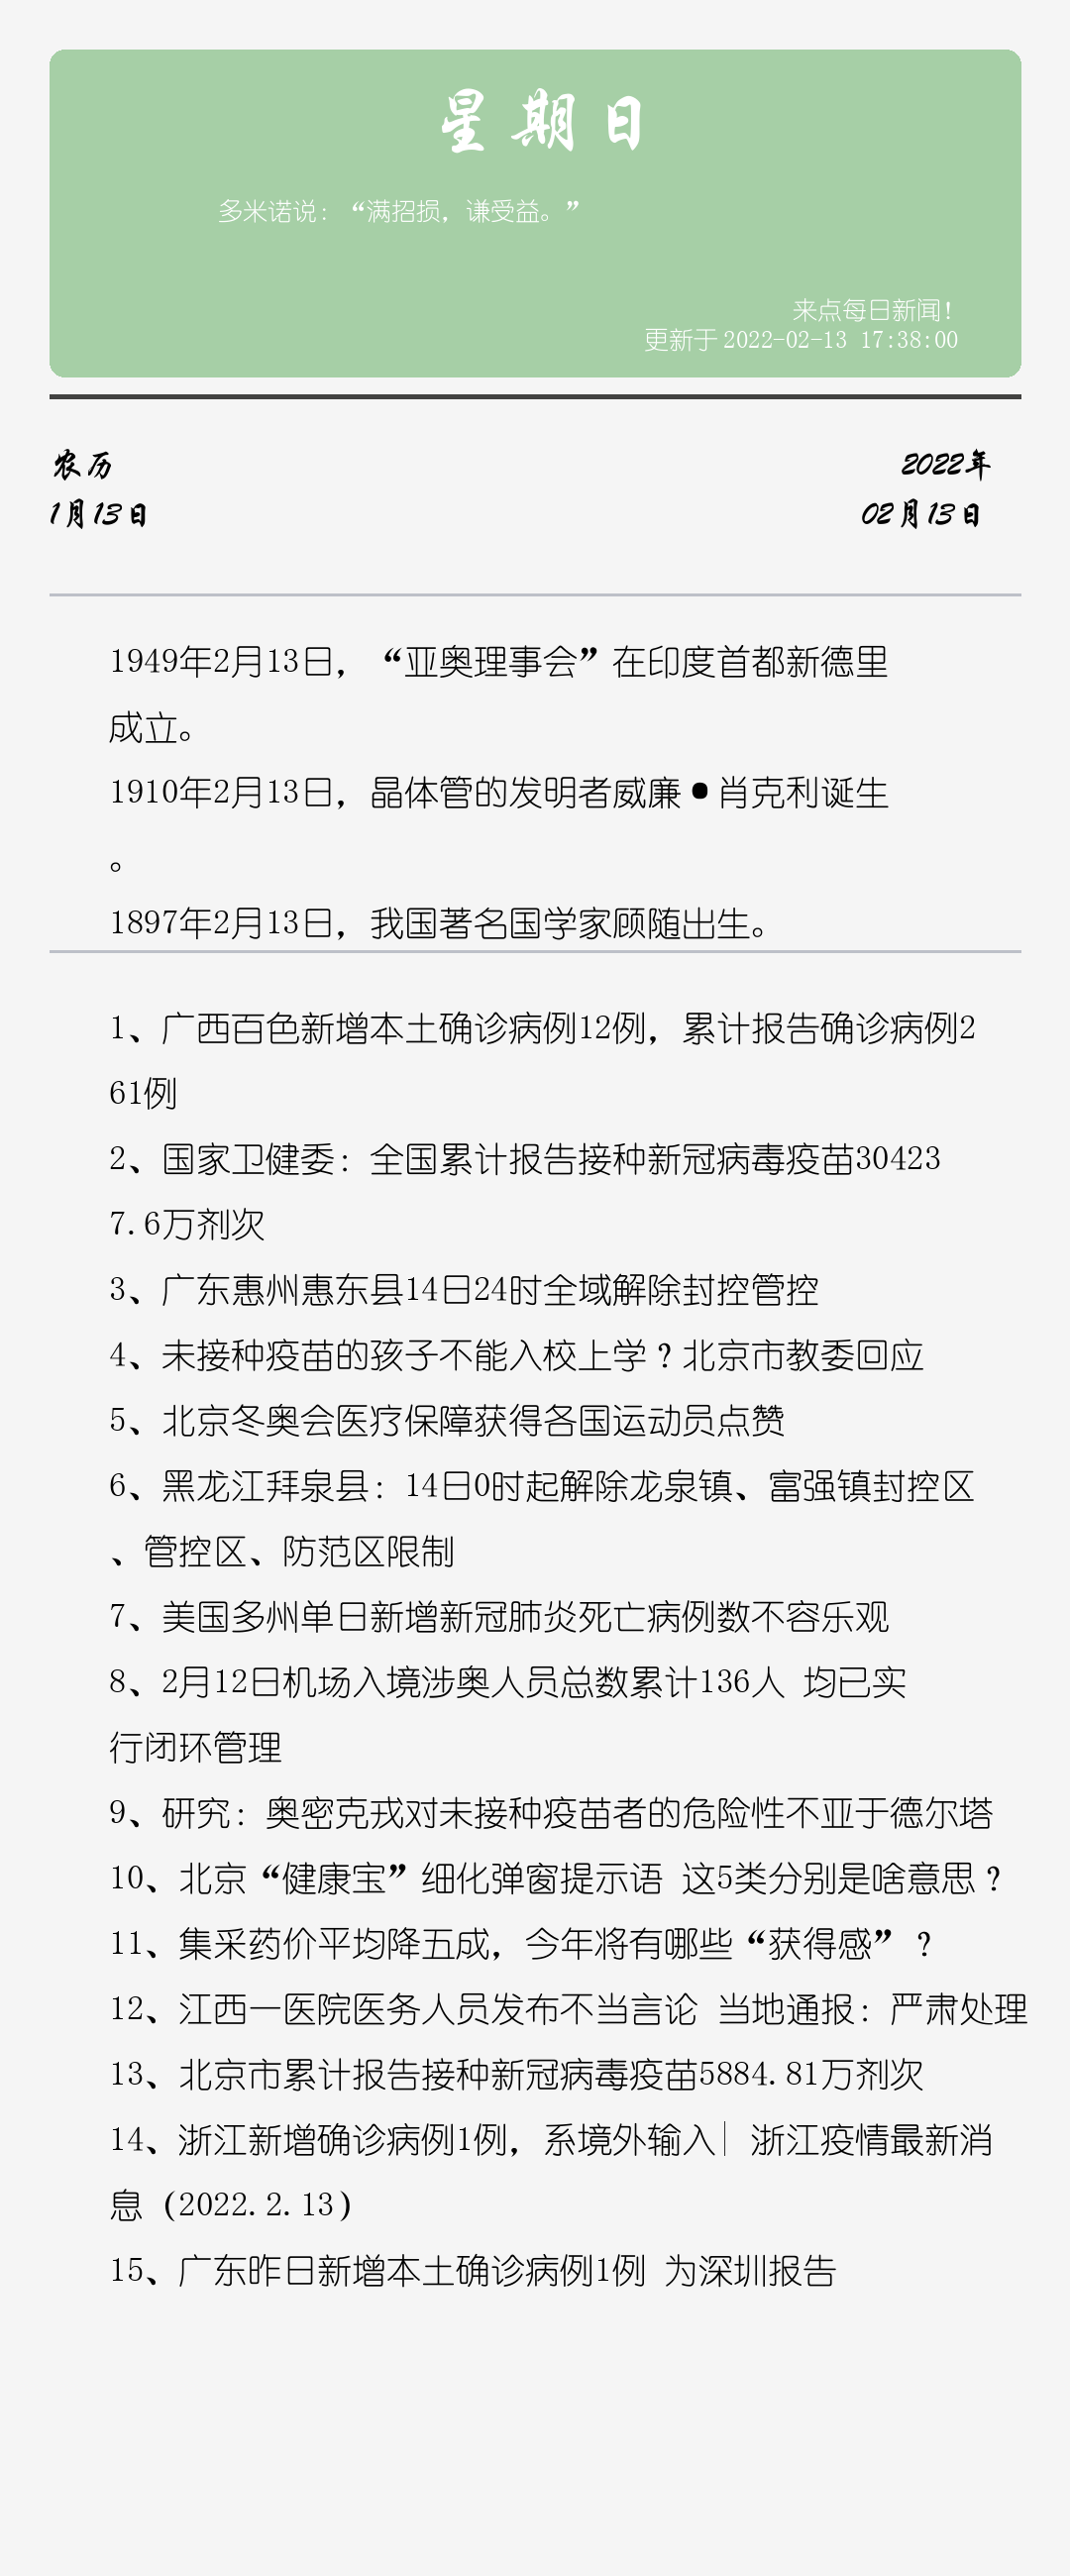 星期日
多米诺说：“满招损，谦受益。”
来点每日新闻！
更新于 2022-02-13 17:38:00
农历
1月13日
2022年
02月13日
1949年2月13日，“亚奥理事会”在印度首都新德里
成立。
1910年2月13日，晶体管的发明者威廉•肖克利诞生
。
1897年2月13日，我国著名国学家顾随出生。
1、广西百色新增本土确诊病例12例，累计报告确诊病例2
61例
2、国家卫健委：全国累计报告接种新冠病毒疫苗30423
7.6万剂次
3、广东惠州惠东县14日24时全域解除封控管控
4、未接种疫苗的孩子不能入校上学？北京市教委回应
5、北京冬奥会医疗保障获得各国运动员点赞
6、黑龙江拜泉县：14日0时起解除龙泉镇、富强镇封控区
、管控区、防范区限制
7、美国多州单日新增新冠肺炎死亡病例数不容乐观
8、2月12日机场入境涉奥人员总数累计136人 均已实
行闭环管理
9、研究：奥密克戎对未接种疫苗者的危险性不亚于德尔塔
10、北京“健康宝”细化弹窗提示语 这5类分别是啥意思？
11、集采药价平均降五成，今年将有哪些“获得感”？
12、江西一医院医务人员发布不当言论 当地通报：严肃处理
13、北京市累计报告接种新冠病毒疫苗5884.81万剂次
14、浙江新增确诊病例1例，系境外输入| 浙江疫情最新消
息（2022.2.13）
15、广东昨日新增本土确诊病例1例 为深圳报告